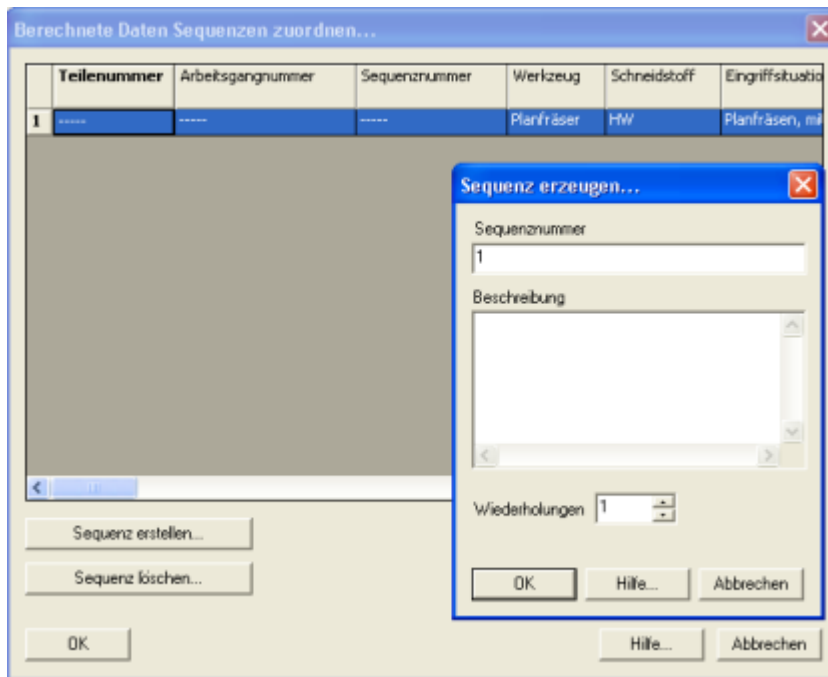 Berechnete Daten Sequenzen zuordnen...
Teilenummer Arbeitsgangnummer Sequenznummer Werkzeug Schneidstoff Eingriffsituatio
1 ----- ----- ----- Planfräser HW Planfräsen, mi
Sequenz erzeugen...
Sequenznummer
1
Beschreibung
Wiederholungen 1
OK Hilfe... Abbrechen
Sequenz erstellen...
Sequenz löschen...
OK Hilfe... Abbrechen